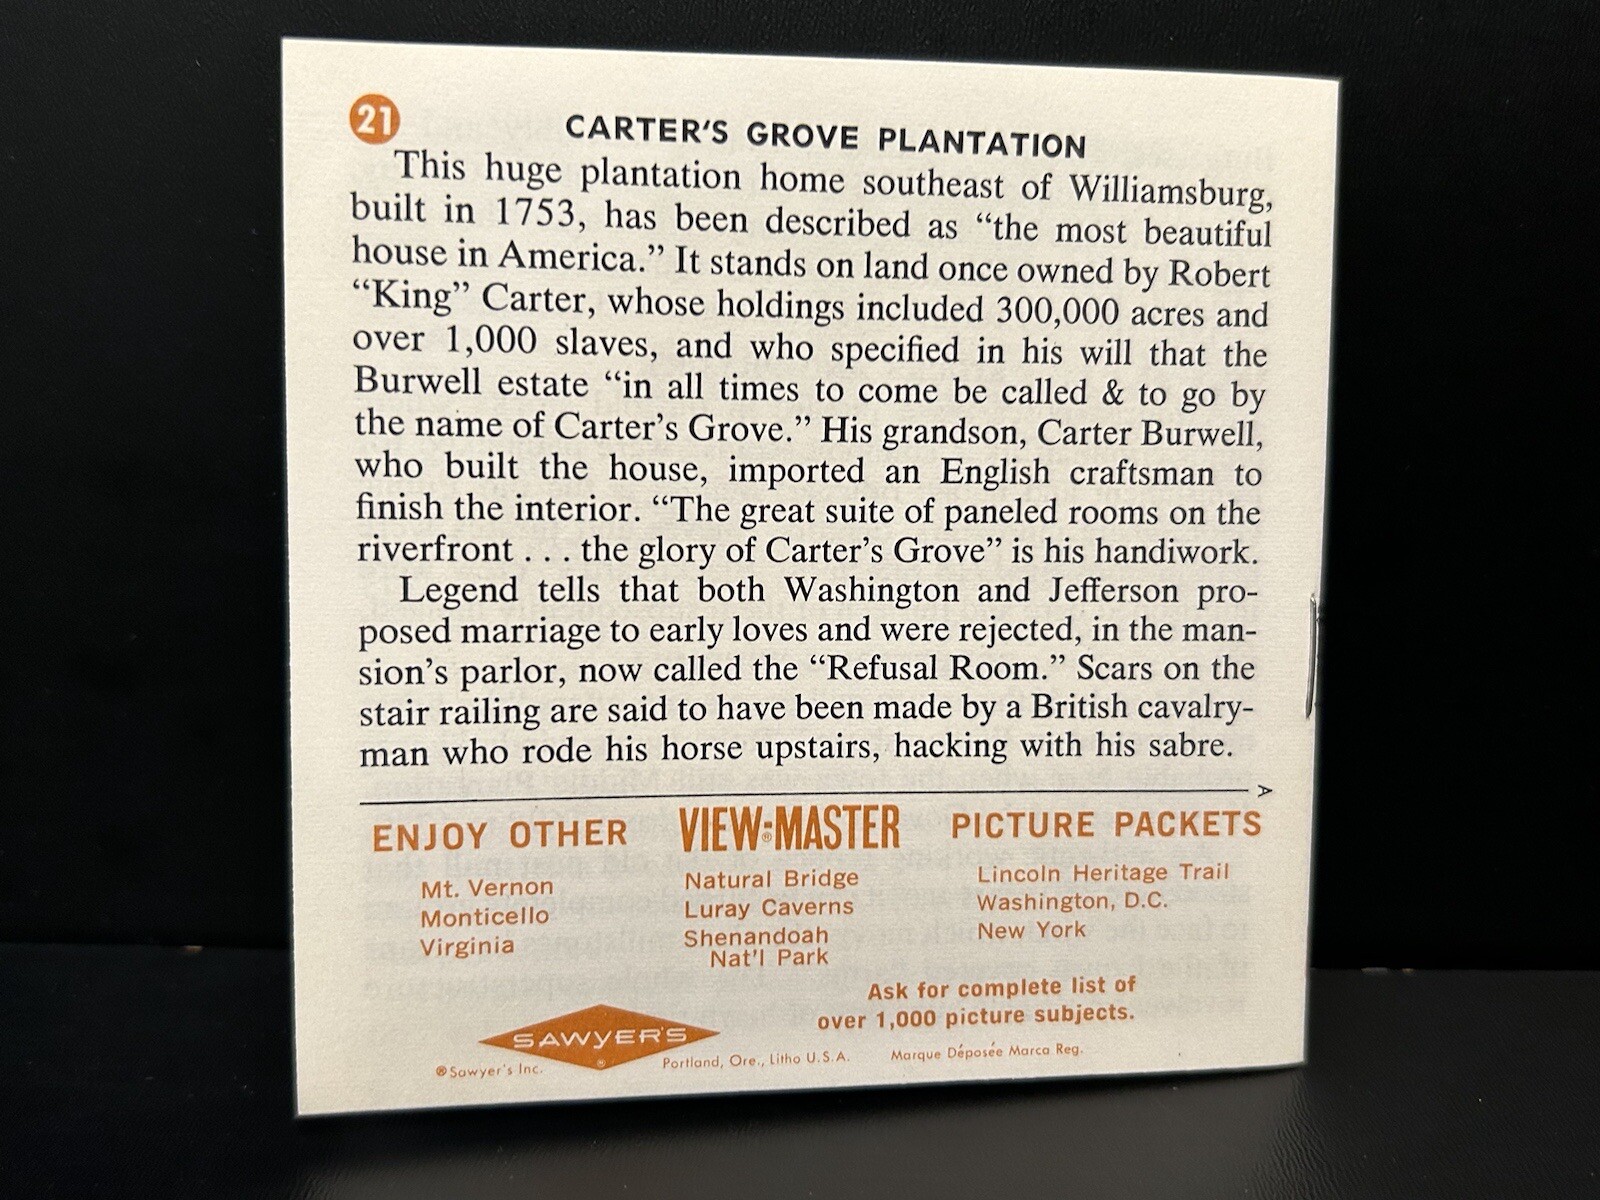 21
CARTER'S GROVE PLANTATION
This huge plantation home southeast of Williamsburg,
built in 1753, has been described as “the most beautiful
house in America.” It stands on land once owned by Robert
“King” Carter, whose holdings included 300,000 acres and
over 1,000 slaves, and who specified in his will that the
Burwell estate “in all times to come be called & to go by
the name of Carter’s Grove.” His grandson, Carter Burwell,
who built the house, imported an English craftsman to
finish the interior. “The great suite of paneled rooms on the
riverfront . . . the glory of Carter’s Grove” is his handiwork.
Legend tells that both Washington and Jefferson pro-
posed marriage to early loves and were rejected, in the man-
sion’s parlor, now called the “Refusal Room.” Scars on the
stair railing are said to have been made by a British cavalry-
man who rode his horse upstairs, hacking with his sabre.
A
ENJOY OTHER VIEW-MASTER® PICTURE PACKETS
Mt. Vernon
Monticello
Virginia
Natural Bridge
Luray Caverns
Shenandoah
Nat'l Park
Lincoln Heritage Trail
Washington, D.C.
New York
Ask for complete list of
over 1,000 picture subjects.
SAWYER'S
®
®Sawyer's Inc.
Portland, Ore., Litho U.S.A.
Marque Déposée Marca Reg.